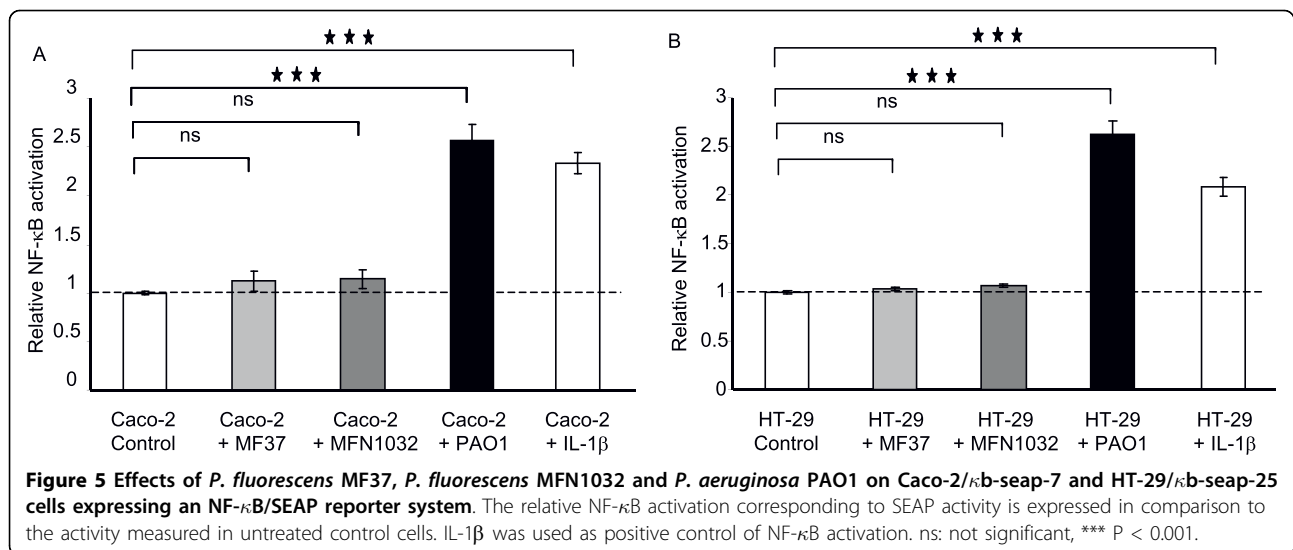 A
★★★
★★★
ns
ns
Relative NF-κB activation
3
2.5
2
1.5
1
0.5
0
Caco-2 Control
Caco-2 + MF37
Caco-2 + MFN1032
Caco-2 + PAO1
Caco-2 + IL-1β
B
★★★
★★★
ns
ns
Relative NF-κB activation
3
2.5
2
1.5
1
0.5
0
HT-29 Control
HT-29 + MF37
HT-29 + MFN1032
HT-29 + PAO1
HT-29 + IL-1β
Figure 5 Effects of P. fluorescens MF37, P. fluorescens MFN1032 and P. aeruginosa PAO1 on Caco-2/κb-seap-7 and HT-29/κb-seap-25
cells expressing an NF-κB/SEAP reporter system. The relative NF-κB activation corresponding to SEAP activity is expressed in comparison to
the activity measured in untreated control cells. IL-1β was used as positive control of NF-κB activation. ns: not significant, *** P < 0.001.